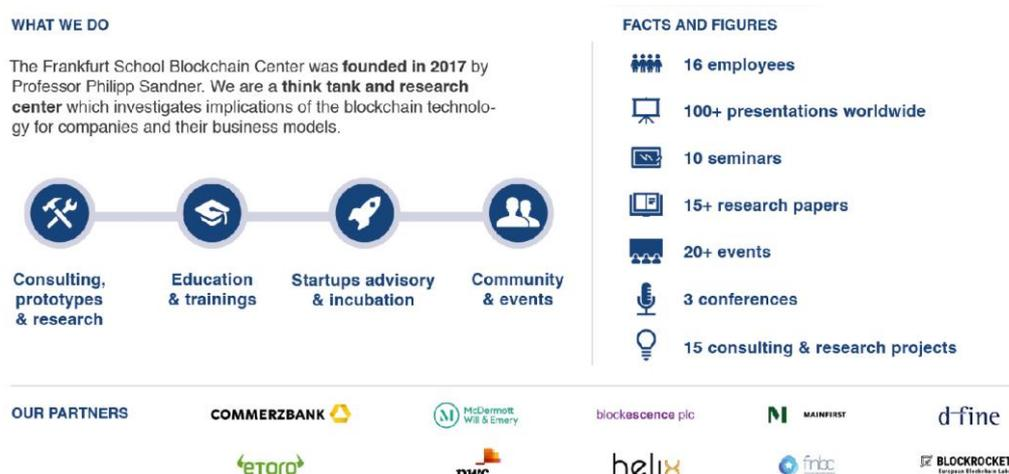 WHAT WE DO
The Frankfurt School Blockchain Center was founded in 2017 by
Professor Philipp Sandner. We are a think tank and research
center which investigates implications of the blockchain technolo-
gy for companies and their business models.
Consulting,
prototypes
& research
Education
& trainings
Startups advisory
& incubation
Community
& events
FACTS AND FIGURES
16 employees
100+ presentations worldwide
10 seminars
15+ research papers
20+ events
3 conferences
15 consulting & research projects
OUR PARTNERS
COMMERZBANK
M McDermott
Will & Emery
blockescence plc
M MAINFIRST
d-fine
eTORO
pwc
helix
finbc
BLOCKROCKET
European Blockchain Lab